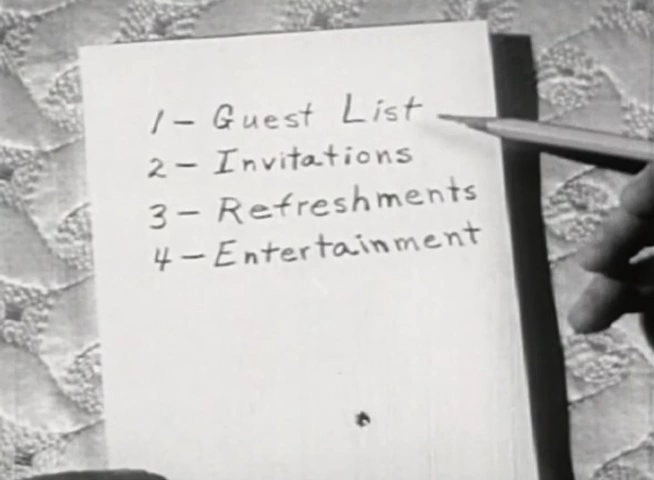 1 - Guest List
2 - Invitations
3 - Refreshments
4 - Entertainment